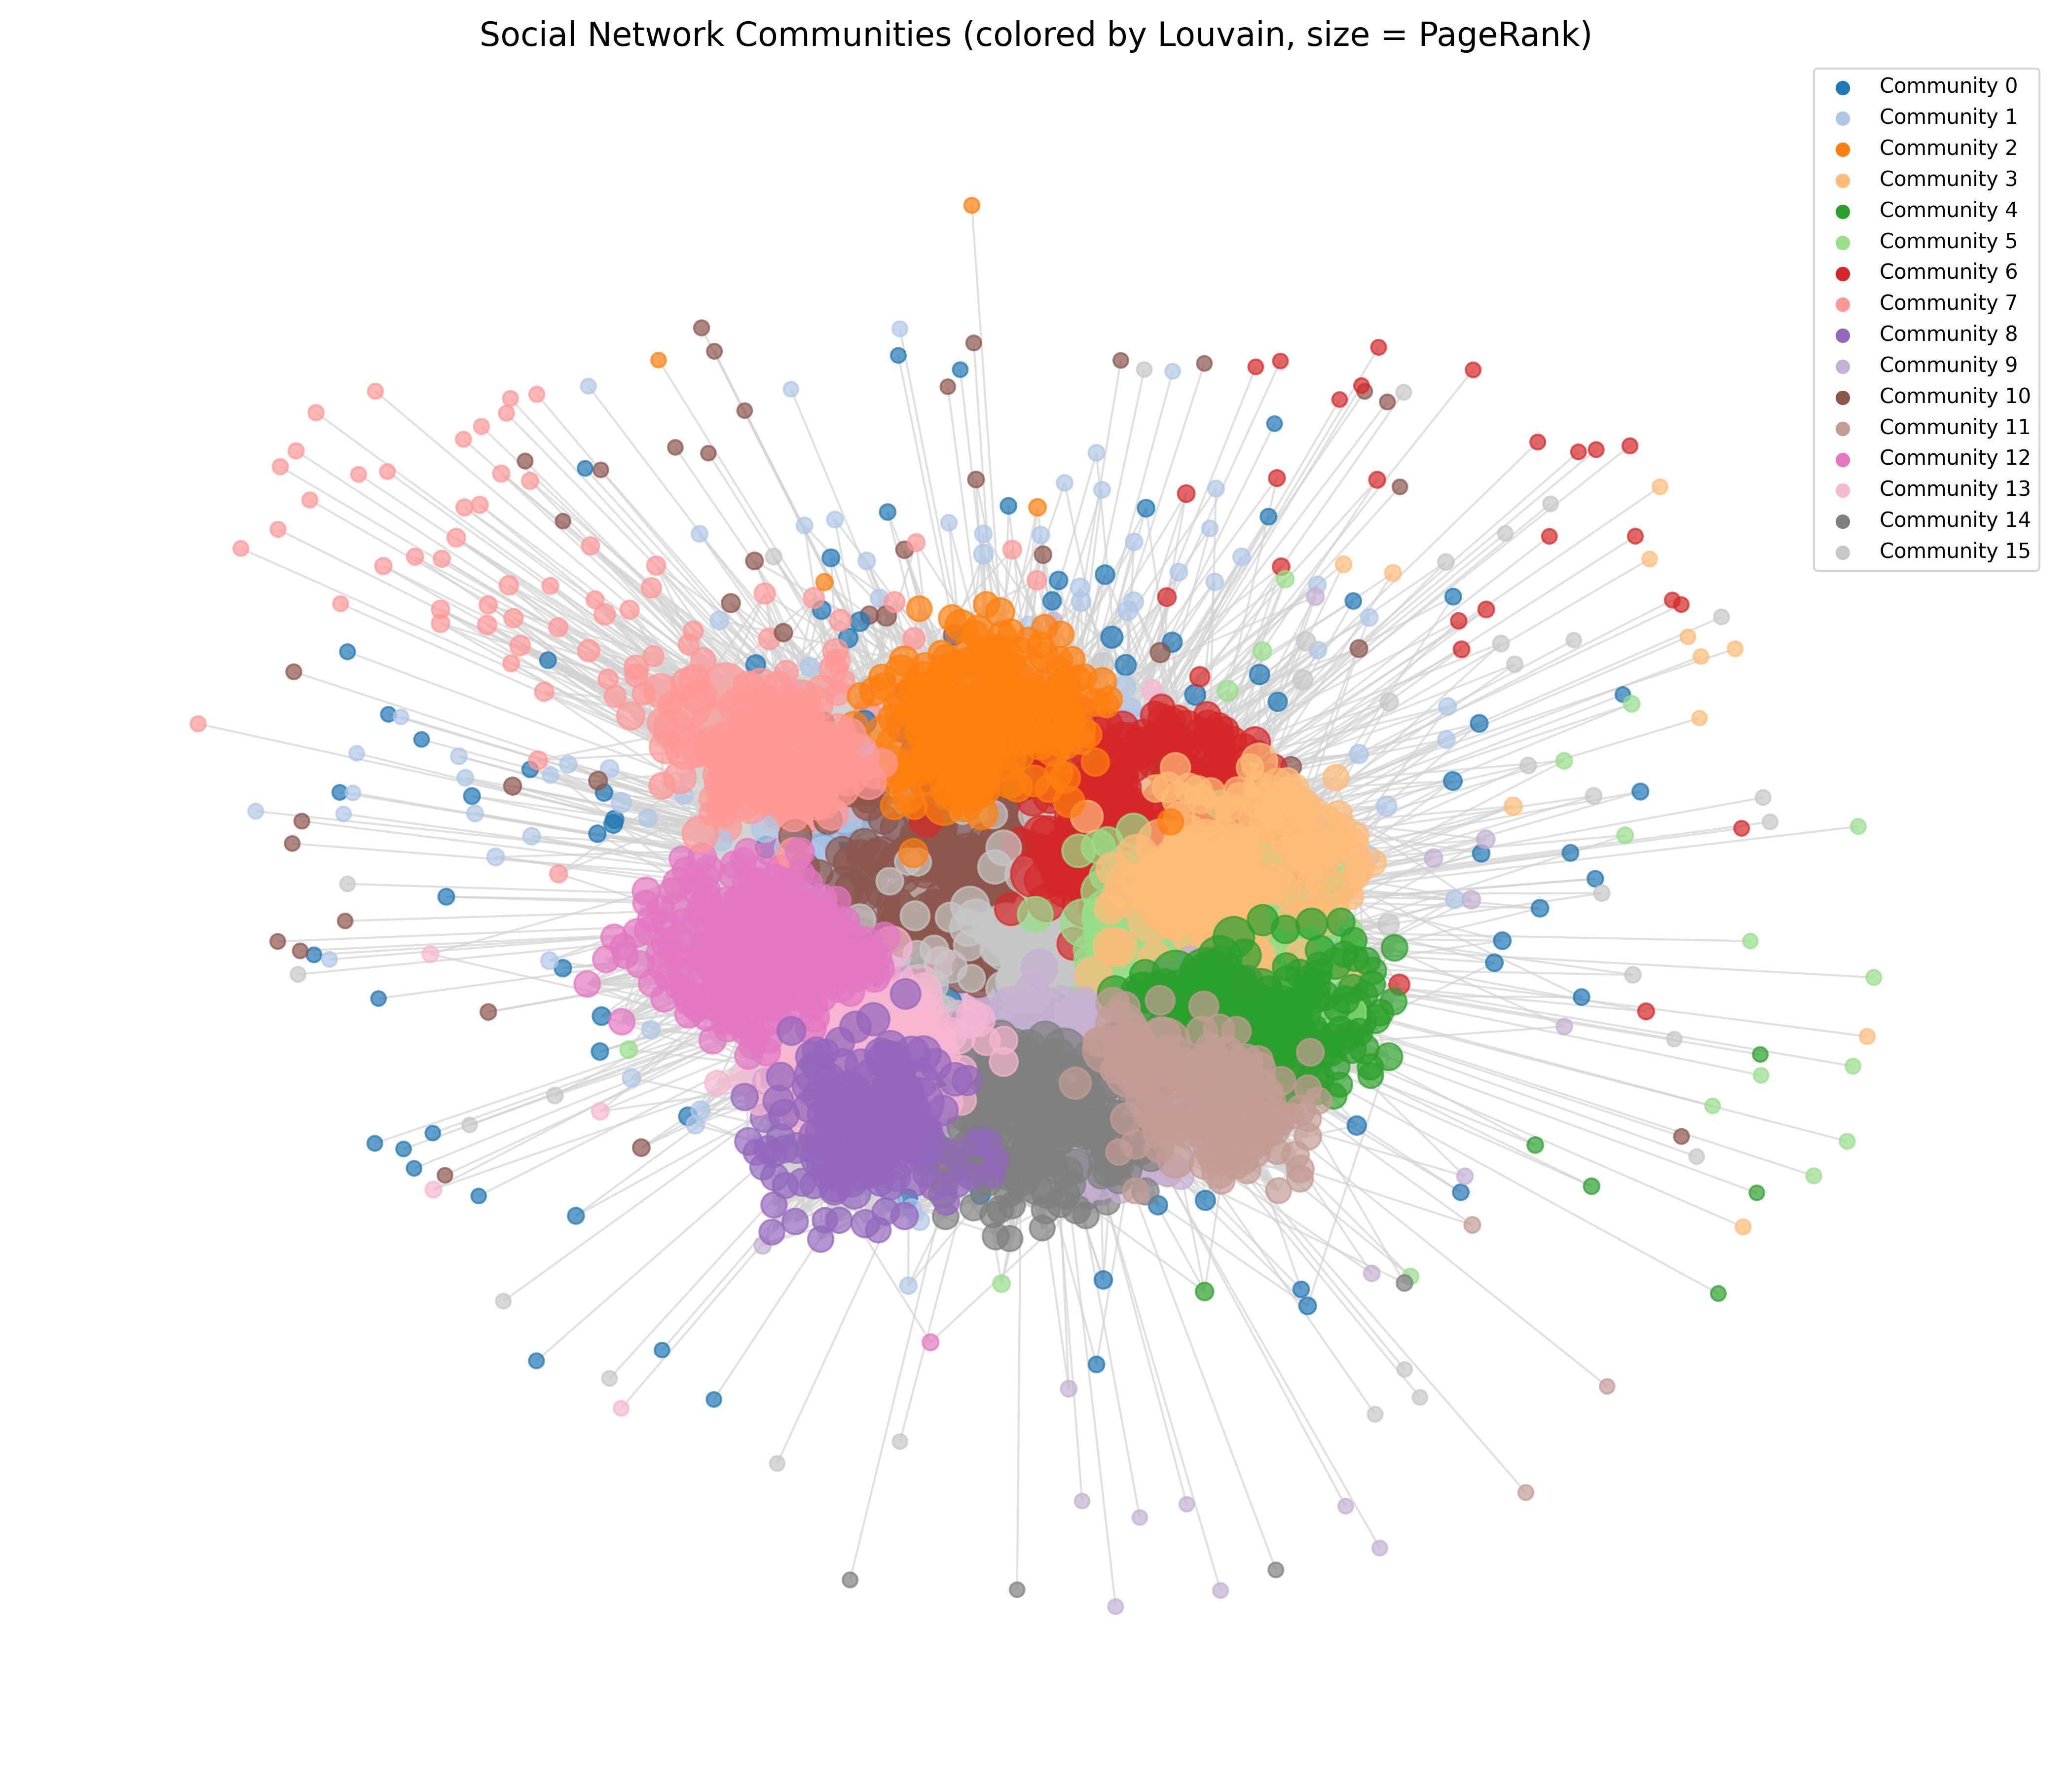 Social Network Communities (colored by Louvain, size = PageRank)
Community 0
Community 1
Community 2
Community 3
Community 4
Community 5
Community 6
Community 7
Community 8
Community 9
Community 10
Community 11
Community 12
Community 13
Community 14
Community 15